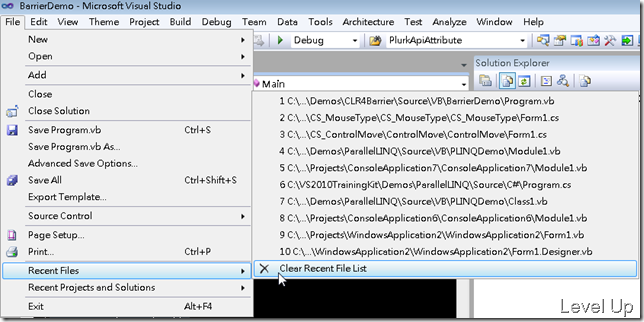 BarrierDemo - Microsoft Visual Studio
File Edit View Theme Project Build Debug Team Data Tools Architecture Test Analyze Window Help
Debug PlurkApiAttribute
New
Open
Add
Close
Close Solution
Save Program.vb Ctrl+S
Save Program.vb As...
Advanced Save Options...
Save All Ctrl+Shift+S
Export Template...
Source Control
Page Setup...
Print... Ctrl+P
Recent Files
Recent Projects and Solutions
Exit Alt+F4
Main
Solution Explorer
1 C:\...\Demos\CLR4Barrier\Source\VB\BarrierDemo\Program.vb
2 C:\...\CS_MouseType\CS_MouseType\CS_MouseType\Form1.cs
3 C:\...\CS_ControlMove\ControlMove\ControlMove\Form1.cs
4 C:\...\Demos\ParallelLINQ\Source\VB\PLINQDemo\Module1.vb
5 C:\...\Projects\ConsoleApplication7\ConsoleApplication7\Module1.vb
6 C:\VS2010TrainingKit\Demos\ParallelLINQ\Source\C#\Program.cs
7 C:\...\Demos\ParallelLINQ\Source\VB\PLINQDemo\Class1.vb
8 C:\...\Projects\ConsoleApplication6\ConsoleApplication6\Module1.vb
9 C:\...\Projects\WindowsApplication2\WindowsApplication2\Form1.vb
10 C:\...\WindowsApplication2\WindowsApplication2\Form1.Designer.vb
Clear Recent File List
Level Up